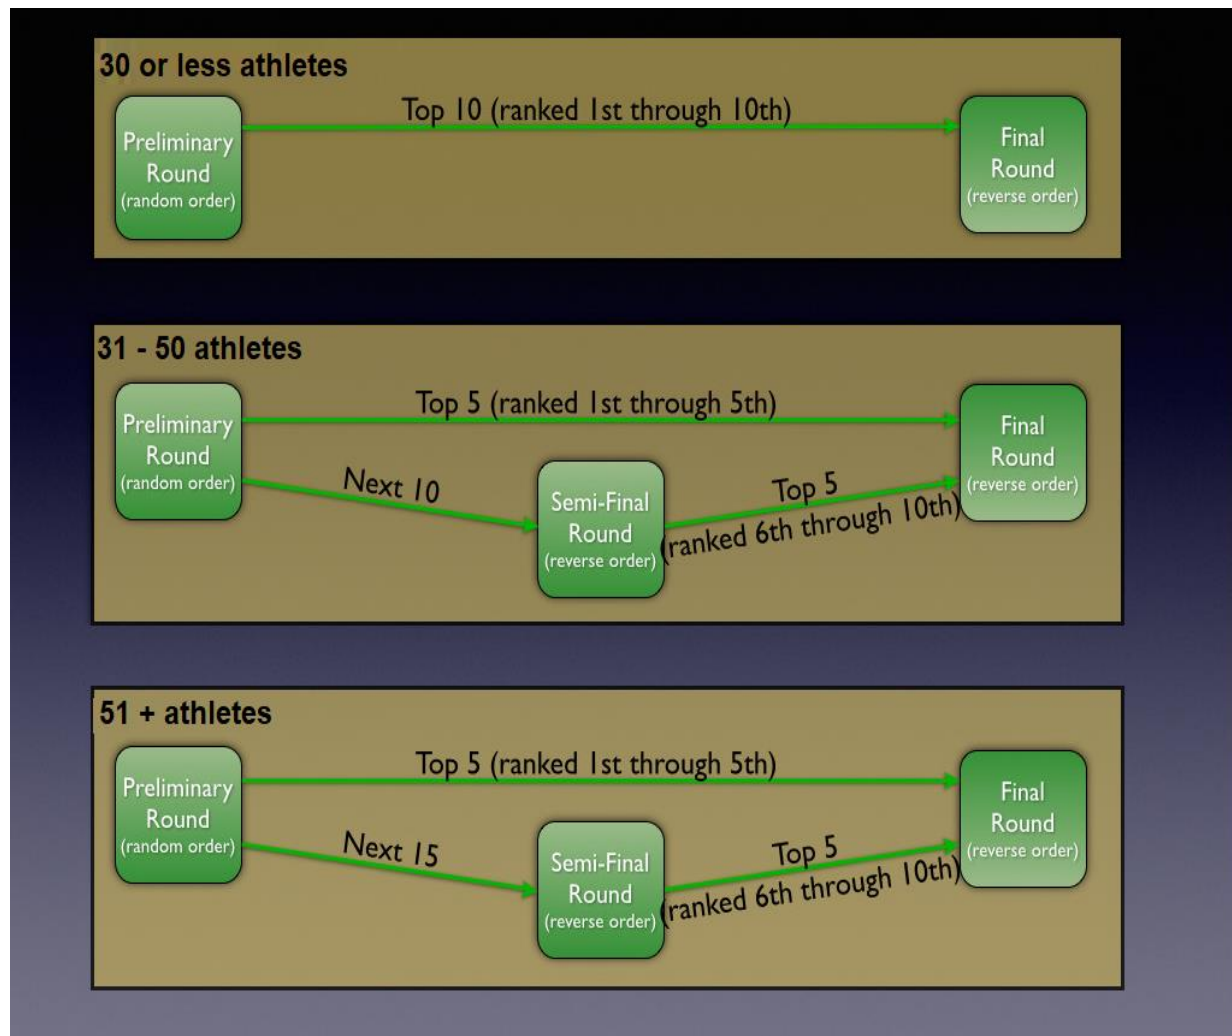 30 or less athletes
Top 10 (ranked 1st through 10th)
Preliminary
Round
(random order)
Final
Round
(reverse order)
31 - 50 athletes
Top 5 (ranked 1st through 5th)
Preliminary
Round
(random order)
Next 10
Semi-Final
Round
(reverse order)
Top 5
(ranked 6th through 10th)
Final
Round
(reverse order)
51 + athletes
Top 5 (ranked 1st through 5th)
Preliminary
Round
(random order)
Next 15
Semi-Final
Round
(reverse order)
Top 5
(ranked 6th through 10th)
Final
Round
(reverse order)